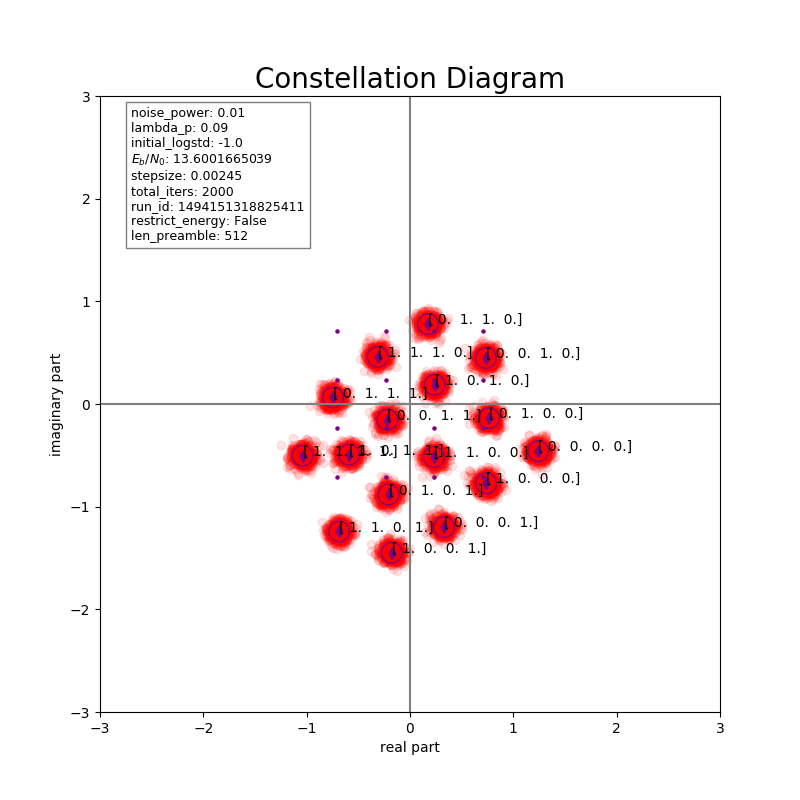 Constellation Diagram
noise_power: 0.01
lambda_p: 0.09
initial_logstd: -1.0
E_b/N_0: 13.6001665039
stepsize: 0.00245
total_iters: 2000
run_id: 1494151318825411
restrict_energy: False
len_preamble: 512
3
2
1
0
−1
−2
−3
imaginary part
[ 0. 1. 1. 0.]
[ 1. 1. 1. 0.]
[ 0. 0. 1. 0.]
[ 1. 0. 1. 0.]
[ 0. 1. 1. 1.]
[ 0. 0. 1. 1.]
[ 0. 1. 0. 0.]
[ 1. 1. 0. 0.]
[ 0. 0. 0. 0.]
[ 1. 0. 0. 0.]
[ 0. 1. 0. 1.]
[ 1. 1. 0. 1.]
[ 0. 0. 0. 1.]
[ 1. 0. 0. 1.]
−3
−2
−1
0
1
2
3
real part